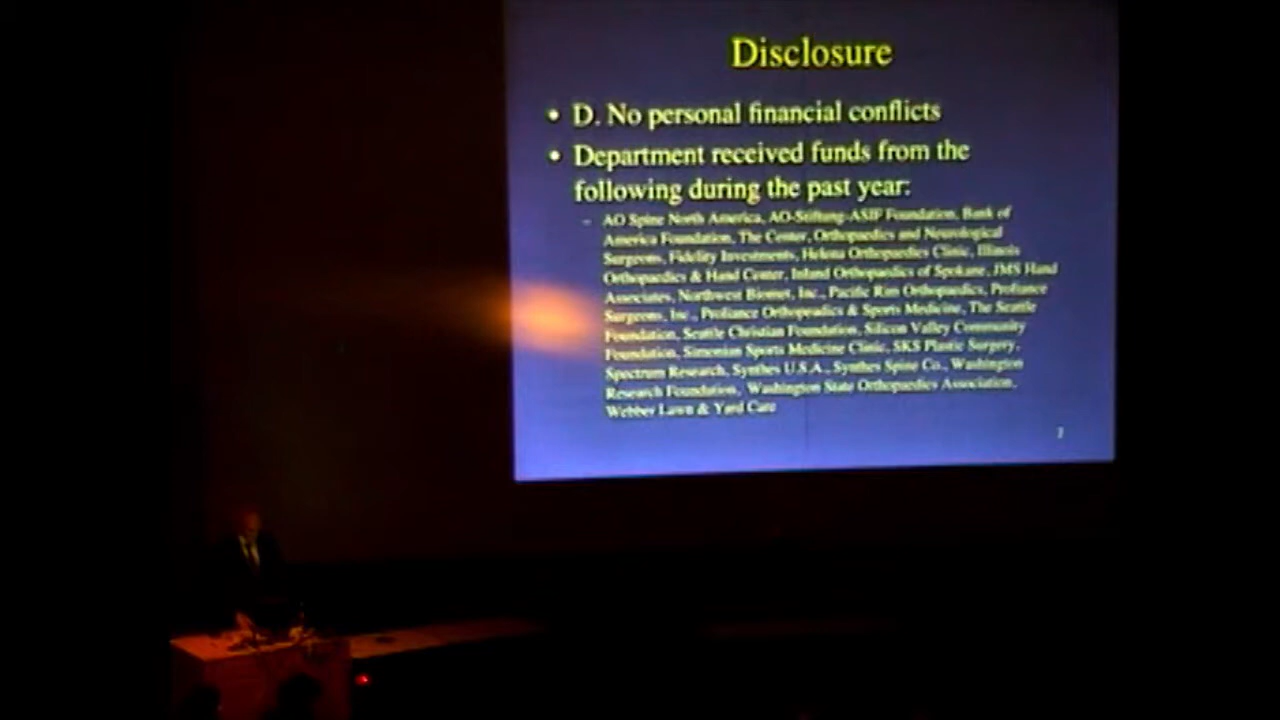 Disclosure
• D. No personal financial conflicts
• Department received funds from the
following during the past year:
– AO Spine North America, AO-Stiftung-ASIF Foundation, Bank of
America Foundation, The Center, Orthopaedics and Neurological
Surgeons, Fidelity Investments, Helena Orthopaedics Clinic, Illinois
Orthopaedics & Hand Center, Inland Orthopaedics of Spokane, JMS Hand
Associates, Northwest Biomet, Inc., Pacific Rim Orthopaedics, Proliance
Surgeons, Inc., Proliance Orthopeadics & Sports Medicine, The Seattle
Foundation, Seattle Christian Foundation, Silicon Valley Community
Foundation, Simonian Sports Medicine Clinic, SKS Plastic Surgery,
Spectrum Research, Synthes U.S.A., Synthes Spine Co., Washington
Research Foundation, Washington State Orthopaedics Association,
Webber Lawn & Yard Care